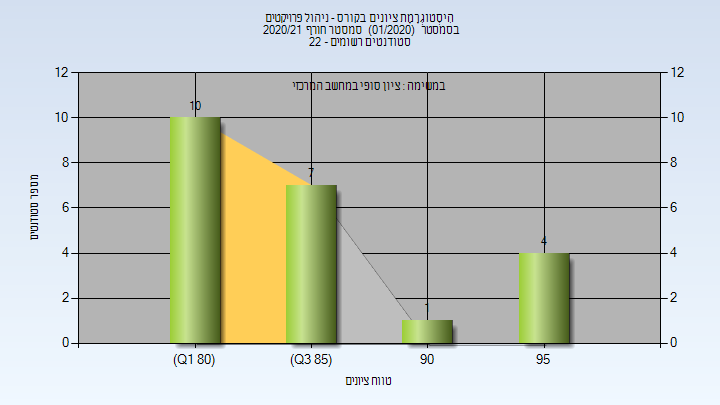 היסטוגרמת ציונים בקורס - ניהול פרויקטים
בסמסטר (01/2020) סמסטר חורף 2020/21
סטודנטים רשומים - 22
במשימה : ציון סופי במחשב המרכזי
12 12
10 10
8 8
6 6
4 4
2 2
0 0
10
7
1
4
מספר סטודנטים
(Q1 80) (Q3 85) 90 95
טווח ציונים